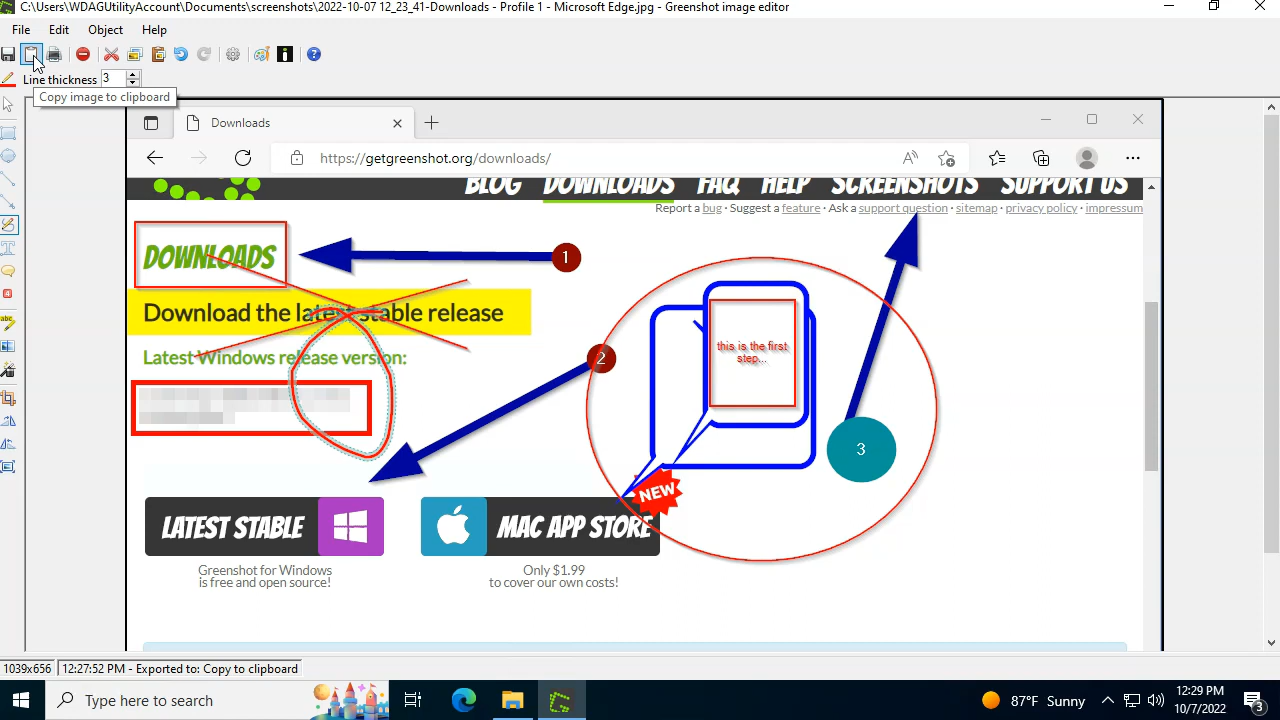 C:\Users\WDAGUtilityAccount\Documents\screenshots\2022-10-07 12_23_41-Downloads - Profile 1 - Microsoft Edge.jpg - Greenshot image editor
File Edit Object Help
Line thickness 3
Copy image to clipboard
Downloads
https://getgreenshot.org/downloads/
BLOG DOWNLOADS FAQ HELP SCREENSHOTS SUPPORT US
Report a bug • Suggest a feature • Ask a support question • sitemap • privacy policy • impressum
DOWNLOADS
1
Download the latest stable release
Latest Windows release version:
2
this is the first
step...
3
NEW
LATEST STABLE
MAC APP STORE
Greenshot for Windows
is free and open source!
Only $1.99
to cover our own costs!
1039x656 12:27:52 PM - Exported to: Copy to clipboard
Type here to search
87°F Sunny
12:29 PM
10/7/2022
3